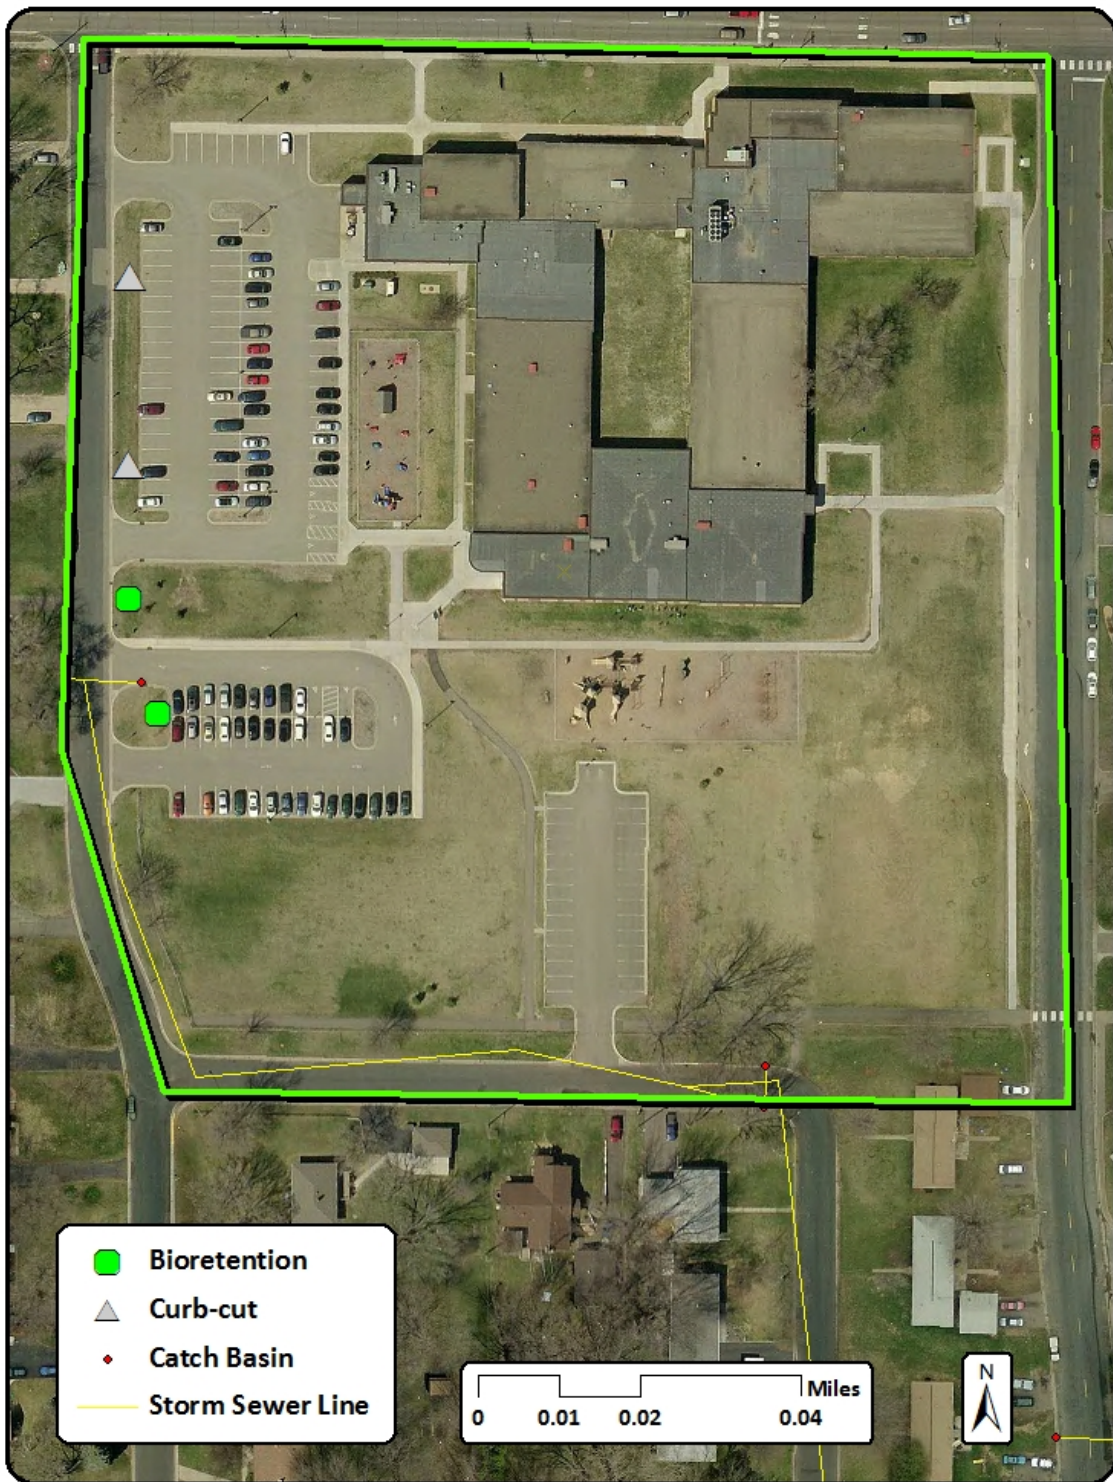 Bioretention
Curb-cut
Catch Basin
Storm Sewer Line
Miles
0 0.01 0.02 0.04
N